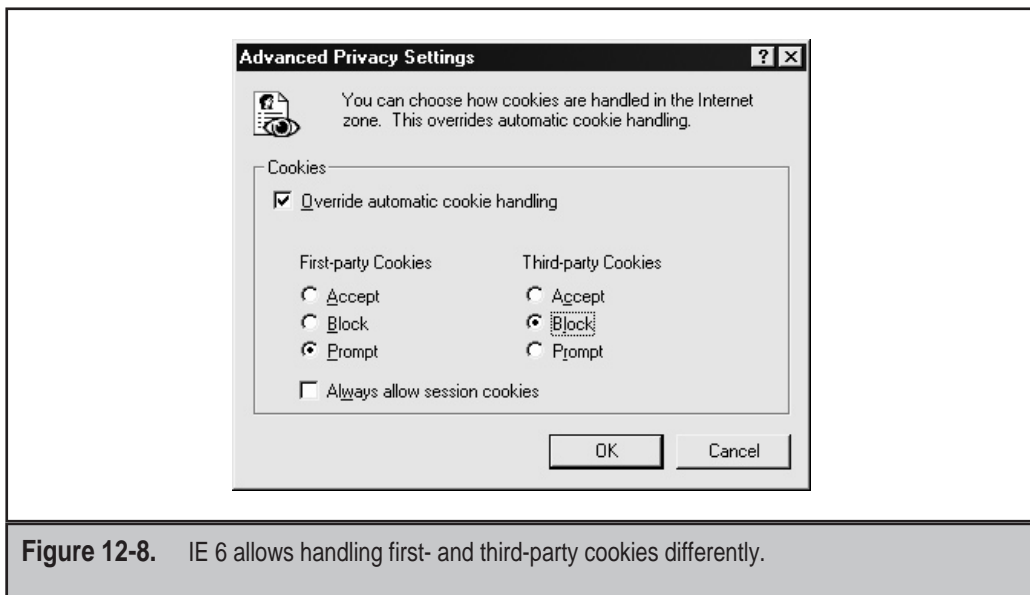 Advanced Privacy Settings
You can choose how cookies are handled in the Internet
zone. This overrides automatic cookie handling.
Cookies
Override automatic cookie handling
First-party Cookies Third-party Cookies
Accept Accept
Block Block
Prompt Prompt
Always allow session cookies
OK Cancel
Figure 12-8. IE 6 allows handling first- and third-party cookies differently.